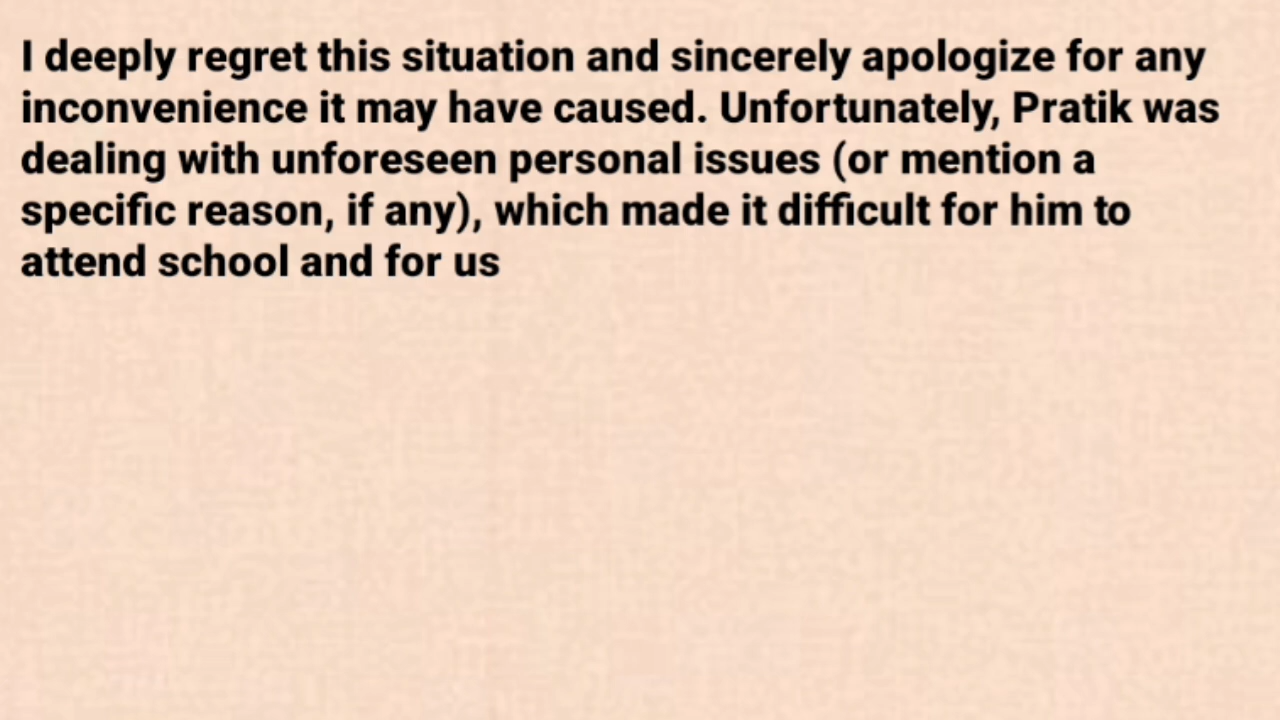 I deeply regret this situation and sincerely apologize for any
inconvenience it may have caused. Unfortunately, Pratik was
dealing with unforeseen personal issues (or mention a
specific reason, if any), which made it difficult for him to
attend school and for us